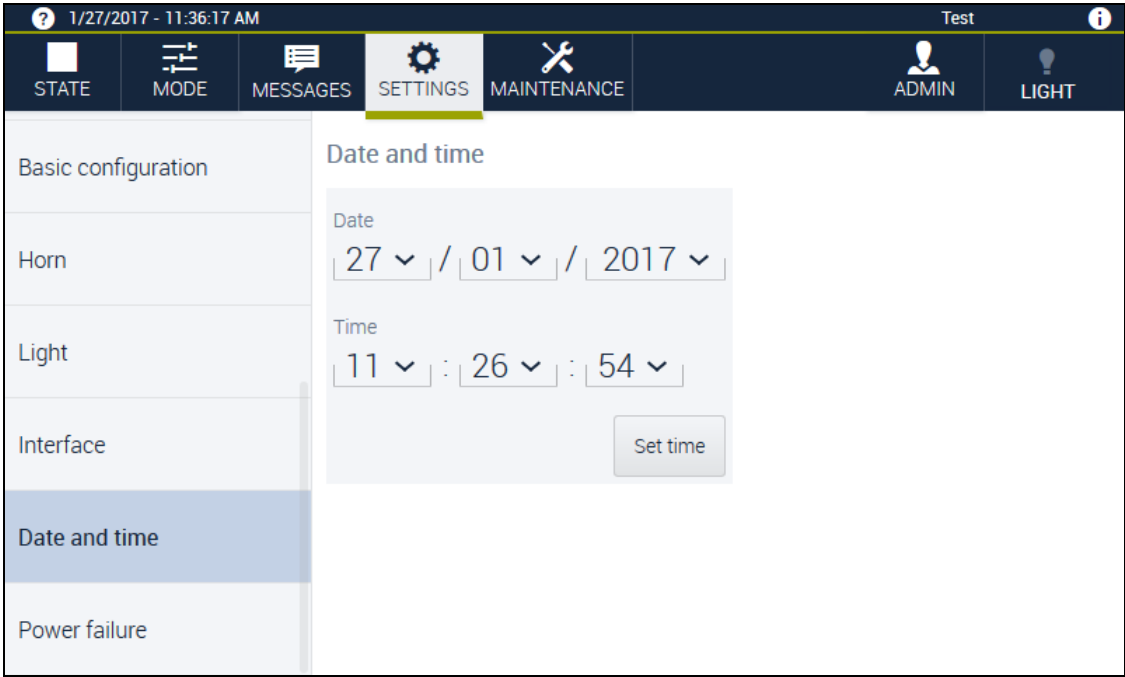 ? 1/27/2017 - 11:36:17 AM Test i
STATE MODE MESSAGES SETTINGS MAINTENANCE ADMIN LIGHT
Basic configuration
Horn
Light
Interface
Date and time
Power failure
Date and time
Date
27 / 01 / 2017
Time
11 : 26 : 54
Set time